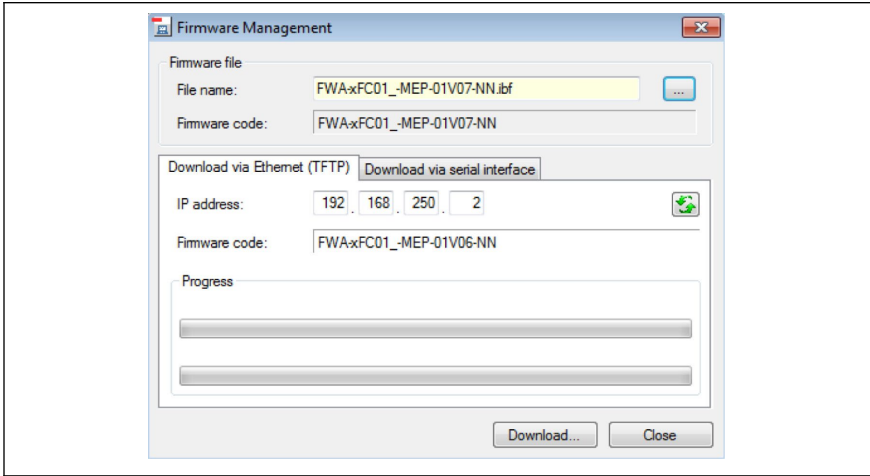 Firmware Management
Firmware file
File name: FWA-xFC01_-MEP-01V07-NN.ibf ...
Firmware code: FWA-xFC01_-MEP-01V07-NN
Download via Ethernet (TFTP) Download via serial interface
IP address: 192 . 168 . 250 . 2
Firmware code: FWA-xFC01_-MEP-01V06-NN
Progress
Download... Close